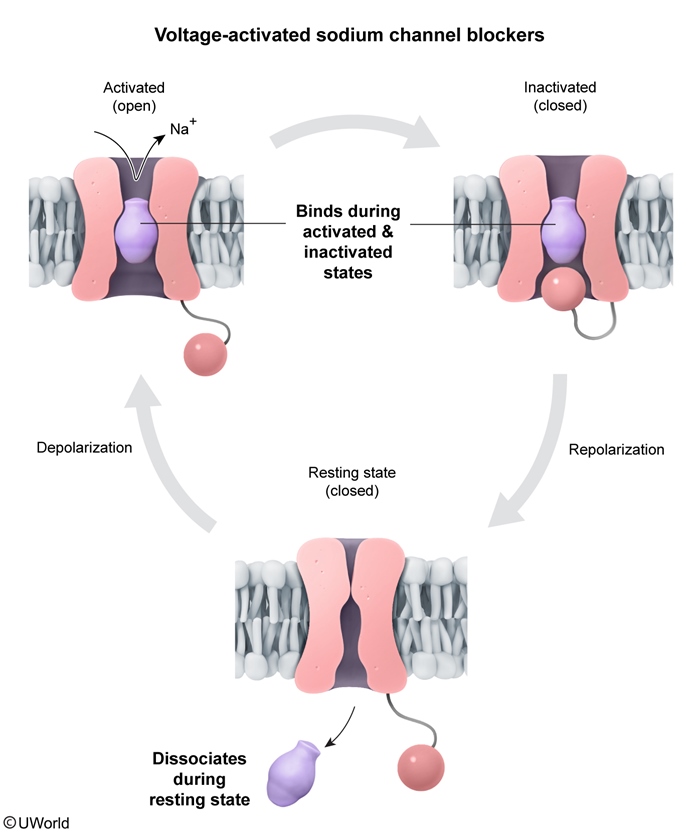 Voltage-activated sodium channel blockers
Activated
(open)
Inactivated
(closed)
Na+
Binds during
activated &
inactivated
states
Depolarization
Repolarization
Resting state
(closed)
Dissociates
during
resting state
©UWorld